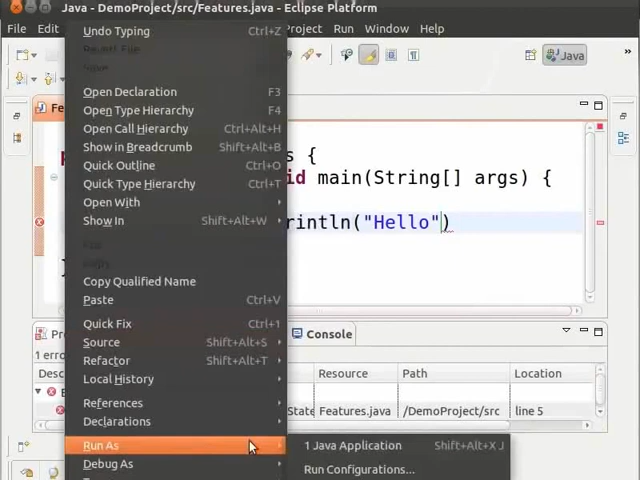 Java - DemoProject/src/Features.java - Eclipse Platform
File Edit Project Run Window Help
Undo Typing Ctrl+Z
Revert File
Save
Java
Open Declaration F3
Open Type Hierarchy F4
Open Call Hierarchy Ctrl+Alt+H
Show in Breadcrumb Shift+Alt+B
Quick Outline Ctrl+O
Quick Type Hierarchy Ctrl+T
Open With
Show In Shift+Alt+W
Cut
Copy
Copy Qualified Name
Paste Ctrl+V
Quick Fix Ctrl+1
Source Shift+Alt+S
Refactor Shift+Alt+T
Local History
References
Declarations
Run As
Debug As
1 Java Application Shift+Alt+X J
Run Configurations...
s {
id main(String[] args) {
rintln("Hello")
Console
1 erro
Resource Path Location
Features.java /DemoProject/src line 5